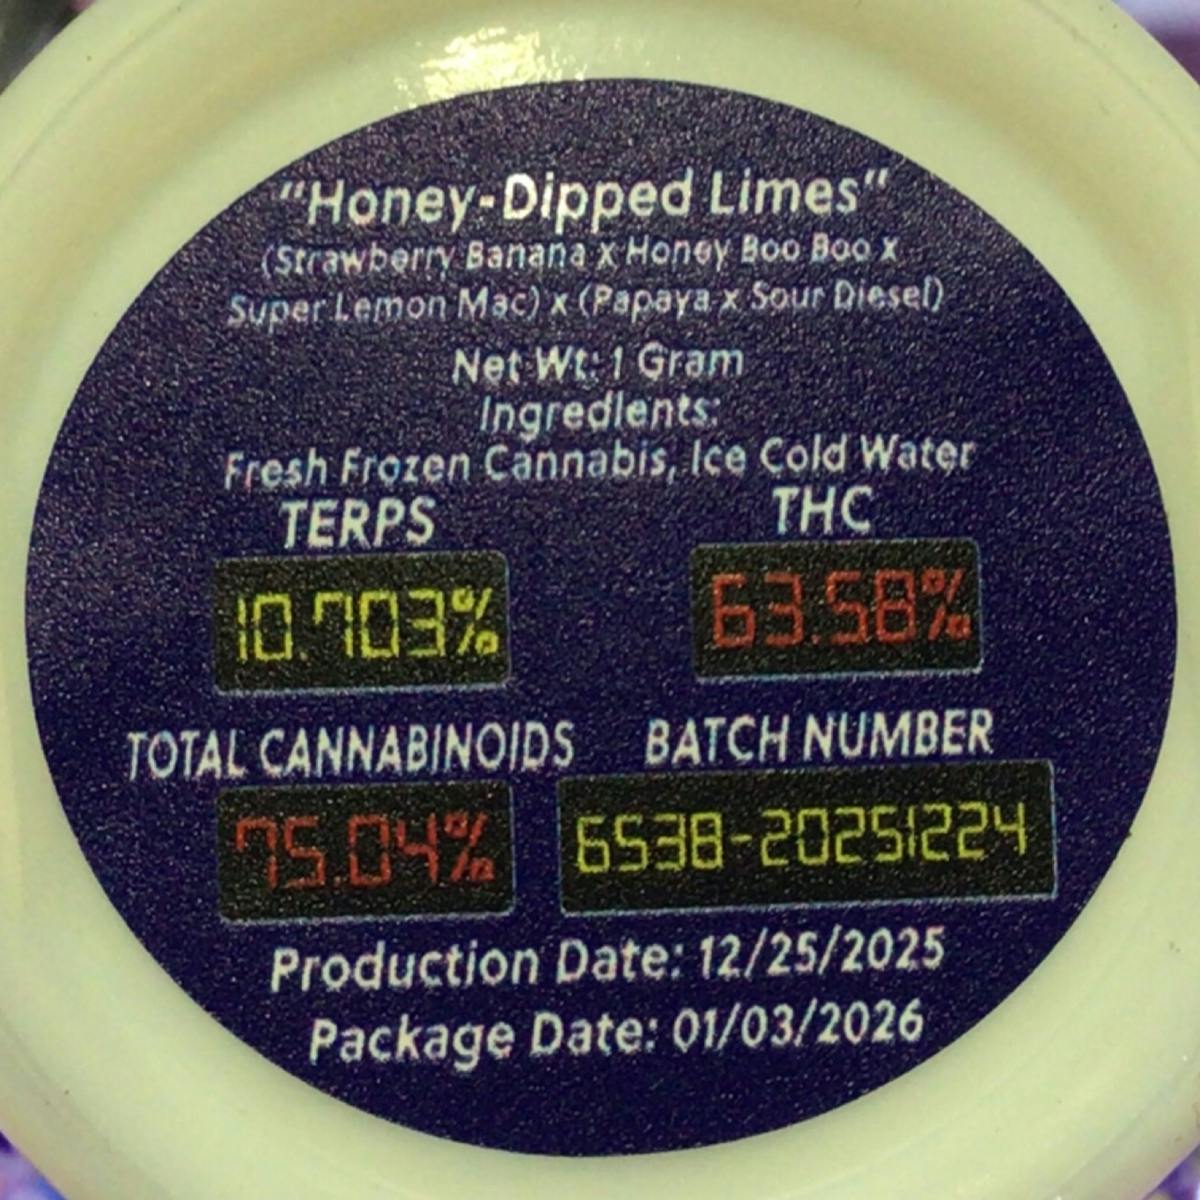 "Honey-Dipped Limes"
(Strawberry Banana x Honey Boo Boo x
Super Lemon Mac) x (Papaya x Sour Diesel)
Net Wt: 1 Gram
Ingredients:
Fresh Frozen Cannabis, Ice Cold Water
TERPS THC
10.703% 63.58%
TOTAL CANNABINOIDS BATCH NUMBER
75.04% 6538-20251224
Production Date: 12/25/2025
Package Date: 01/03/2026